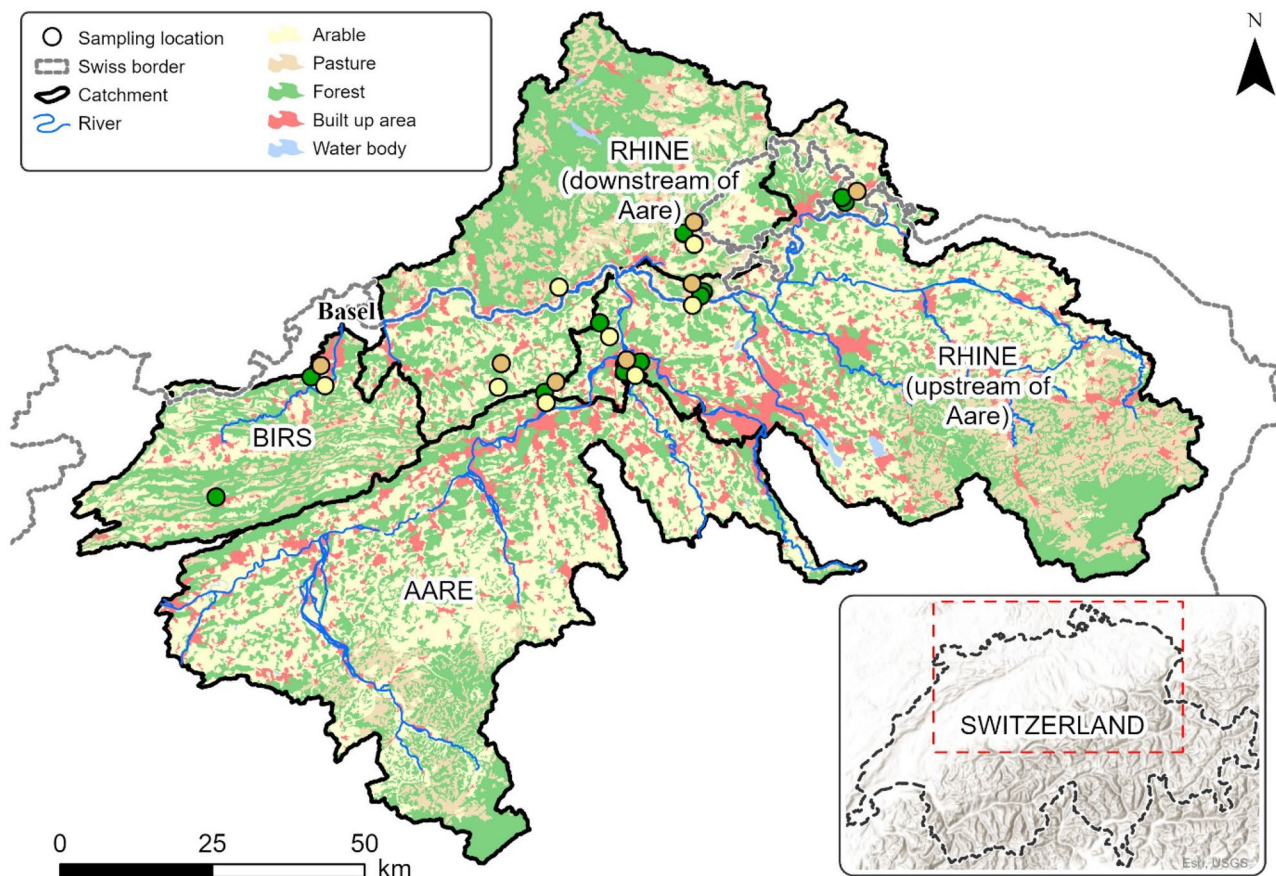 Sampling location
Swiss border
Catchment
River
Arable
Pasture
Forest
Built up area
Water body
N
RHINE
(downstream of
Aare)
Basel
BIRS
RHINE
(upstream of
Aare)
AARE
SWITZERLAND
Esri, USGS
0 25 50
km